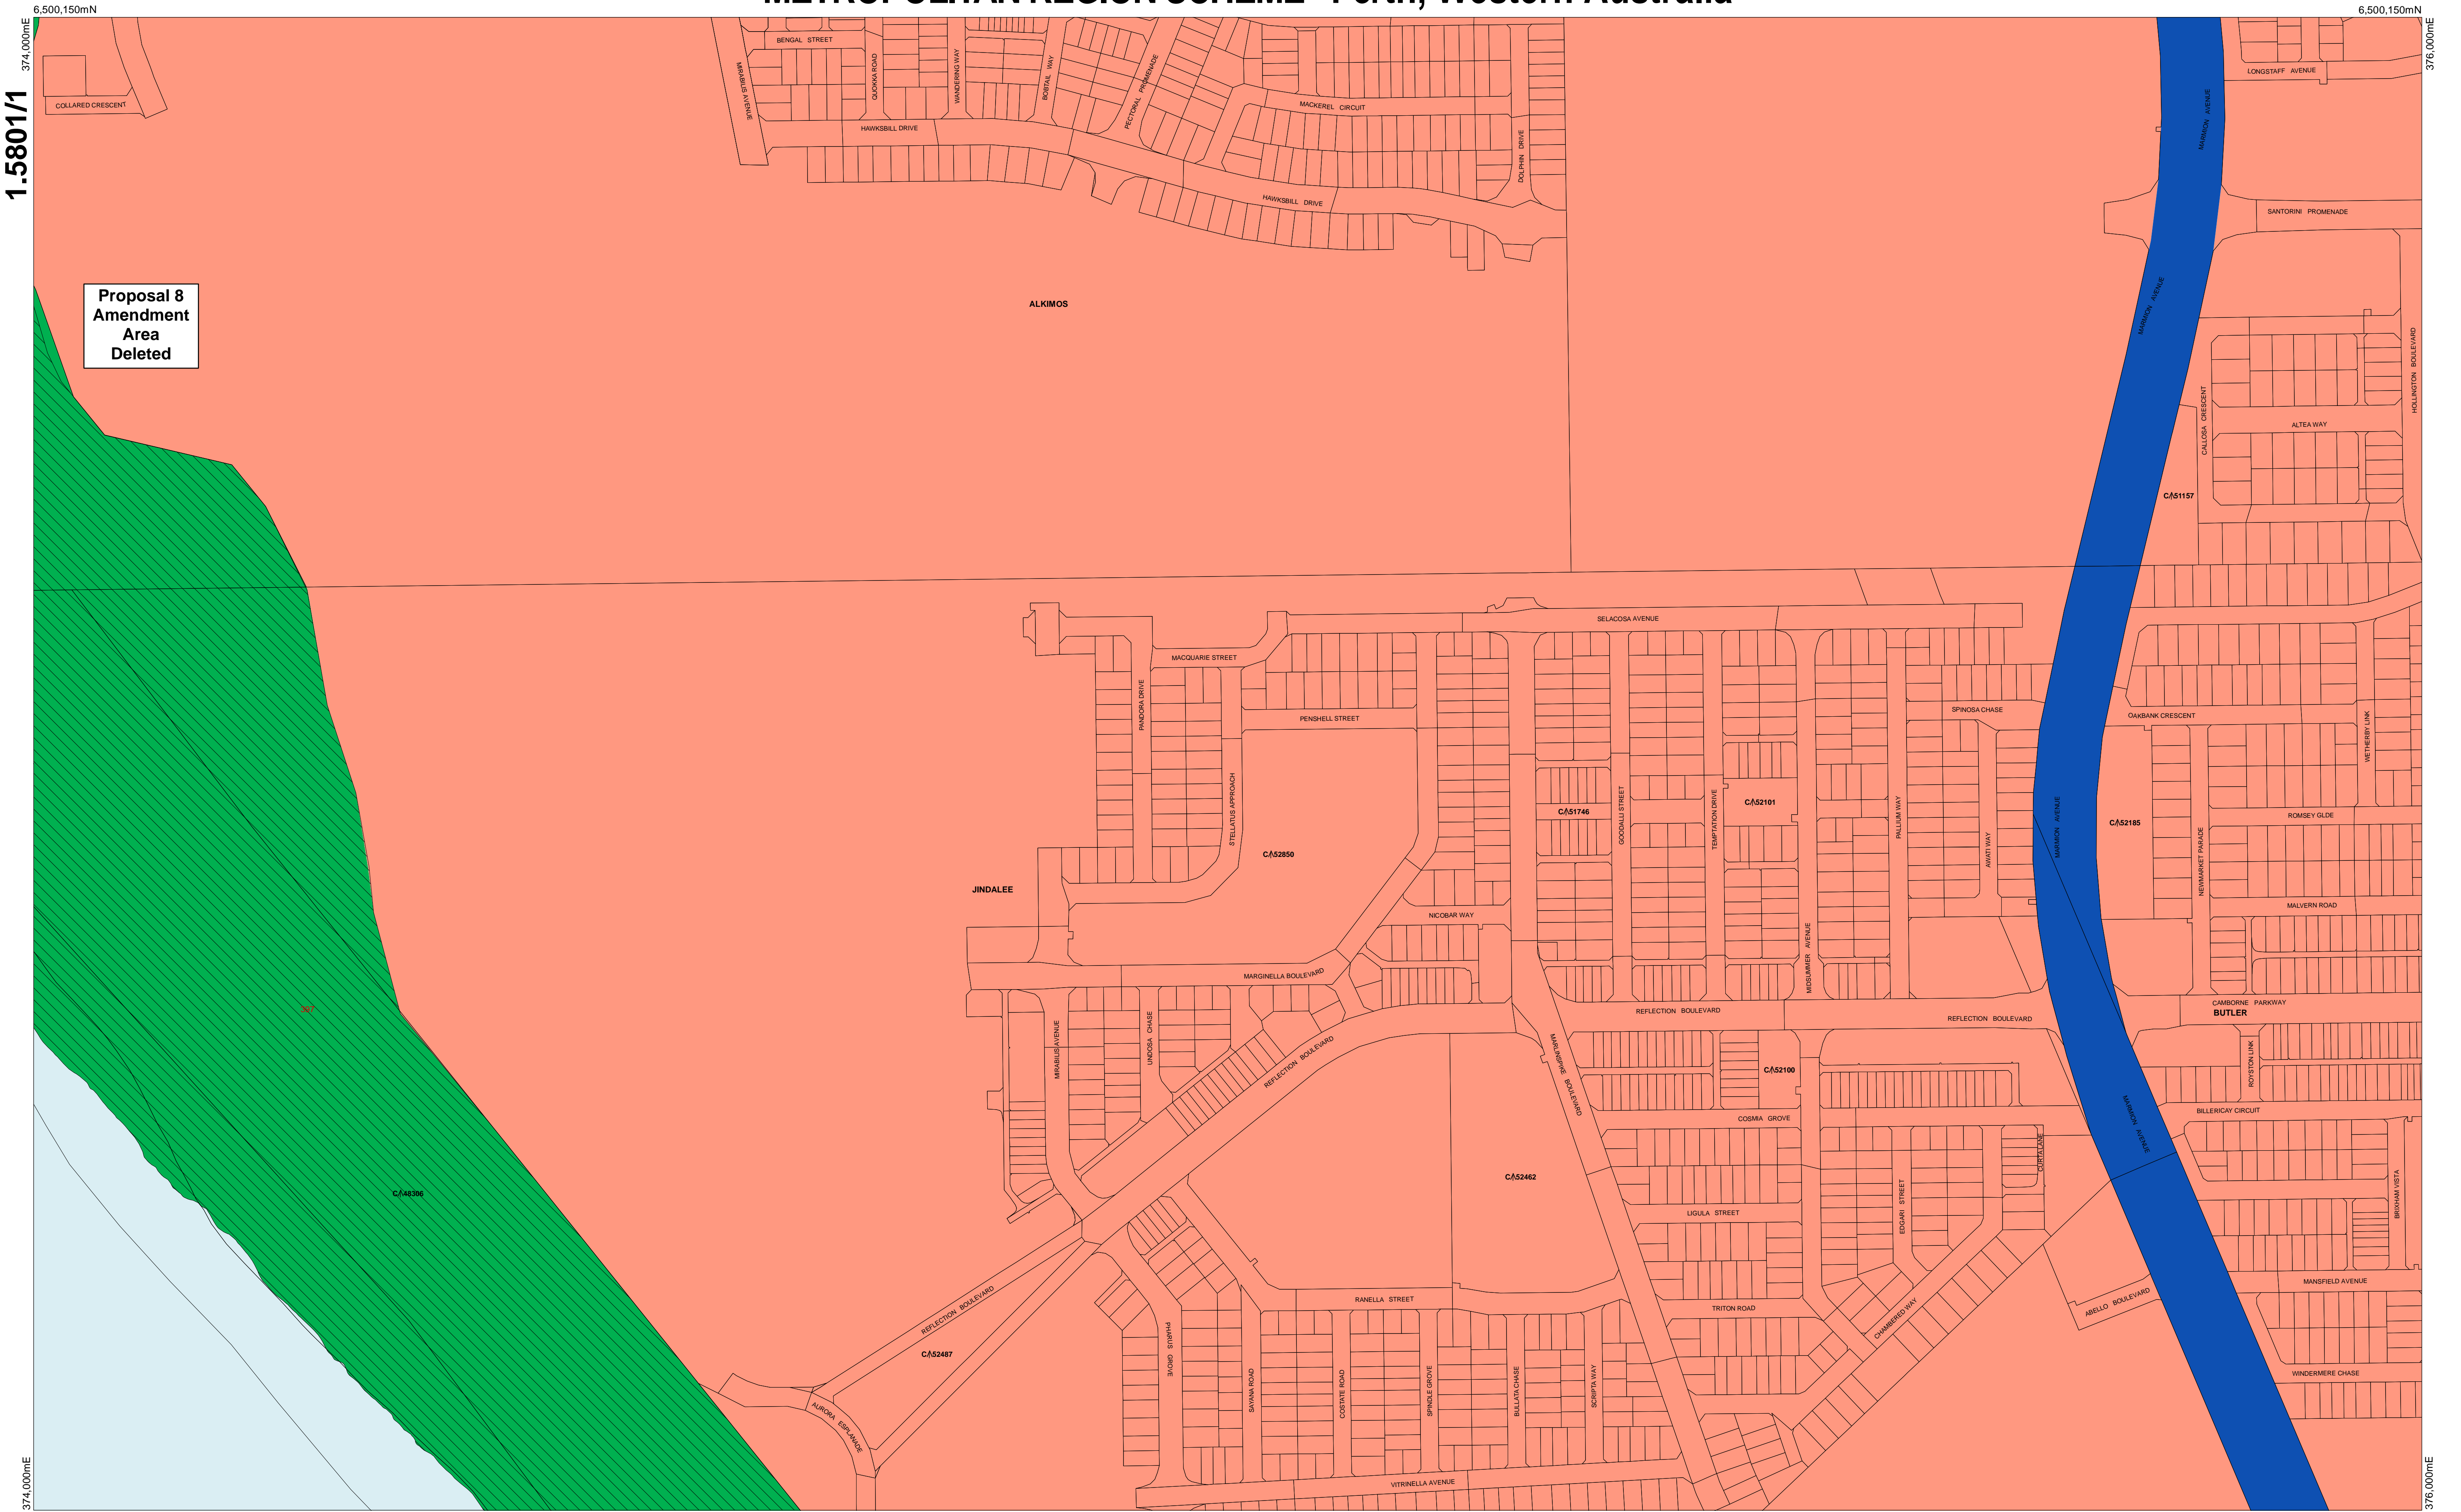 METROPOLITAN REGION SCHEME - Perth, Western Australia
6,500,150mN
6,500,150mN
374,000mE
376,000mE
1.5801/1
BENGAL STREET
LONGSTAFF AVENUE
COLLARED CRESCENT
MIRABILIS AVENUE
QUOKKA ROAD
WANDERING WAY
BOBTAIL WAY
PECTORAL PROMENADE
MACKEREL CIRCUIT
MARMION AVENUE
HAWKSBILL DRIVE
DOLPHIN DRIVE
HAWKSBILL DRIVE
SANTORINI PROMENADE
Proposal 8
Amendment
Area
Deleted
ALKIMOS
MARMION AVENUE
HOLLINGTON BOULEVARD
CALLOSA CRESCENT
ALTEA WAY
51157
SELACOSA AVENUE
MACQUARIE STREET
PANDORA DRIVE
PENSHELL STREET
SPINOSA CHASE
OAKBANK CRESCENT
WETHERBY LINK
STELLATUS APPROACH
51746
GOODALLI STREET
TEMPTATION DRIVE
52101
PALLIUM WAY
AWATI WAY
MARMION AVENUE
52185
NEWMARKET PARADE
ROMSEY GLDE
52850
JINDALEE
NICOBAR WAY
MALVERN ROAD
MARGINELLA BOULEVARD
MIDSUMMER AVENUE
397
REFLECTION BOULEVARD
REFLECTION BOULEVARD
CAMBORNE PARKWAY
BUTLER
MIRABILIS AVENUE
UNDOSA CHASE
REFLECTION BOULEVARD
MARLINSPIKE BOULEVARD
52100
ROYSTON LINK
COSMIA GROVE
MARMION AVENUE
BILLERICAY CIRCUIT
CURTA LANE
48306
52462
LIGULA STREET
EDGARI STREET
BRIXHAM VISTA
MANSFIELD AVENUE
REFLECTION BOULEVARD
RANELLA STREET
TRITON ROAD
CHAMBERED WAY
ABELLO BOULEVARD
52487
PHARUS GROVE
SAYANA ROAD
COSTATE ROAD
SPINDLE GROVE
BULLATA CHASE
SCRIPTA WAY
WINDERMERE CHASE
AURORA ESPLANADE
VITRINELLA AVENUE
374,000mE
376,000mE